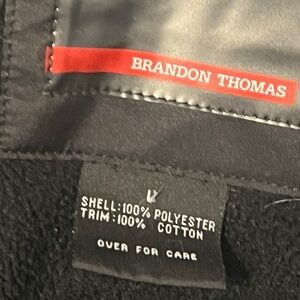 BRANDON THOMAS
SHELL:100% POLYESTER
TRIM:100% COTTON
OVER FOR CARE